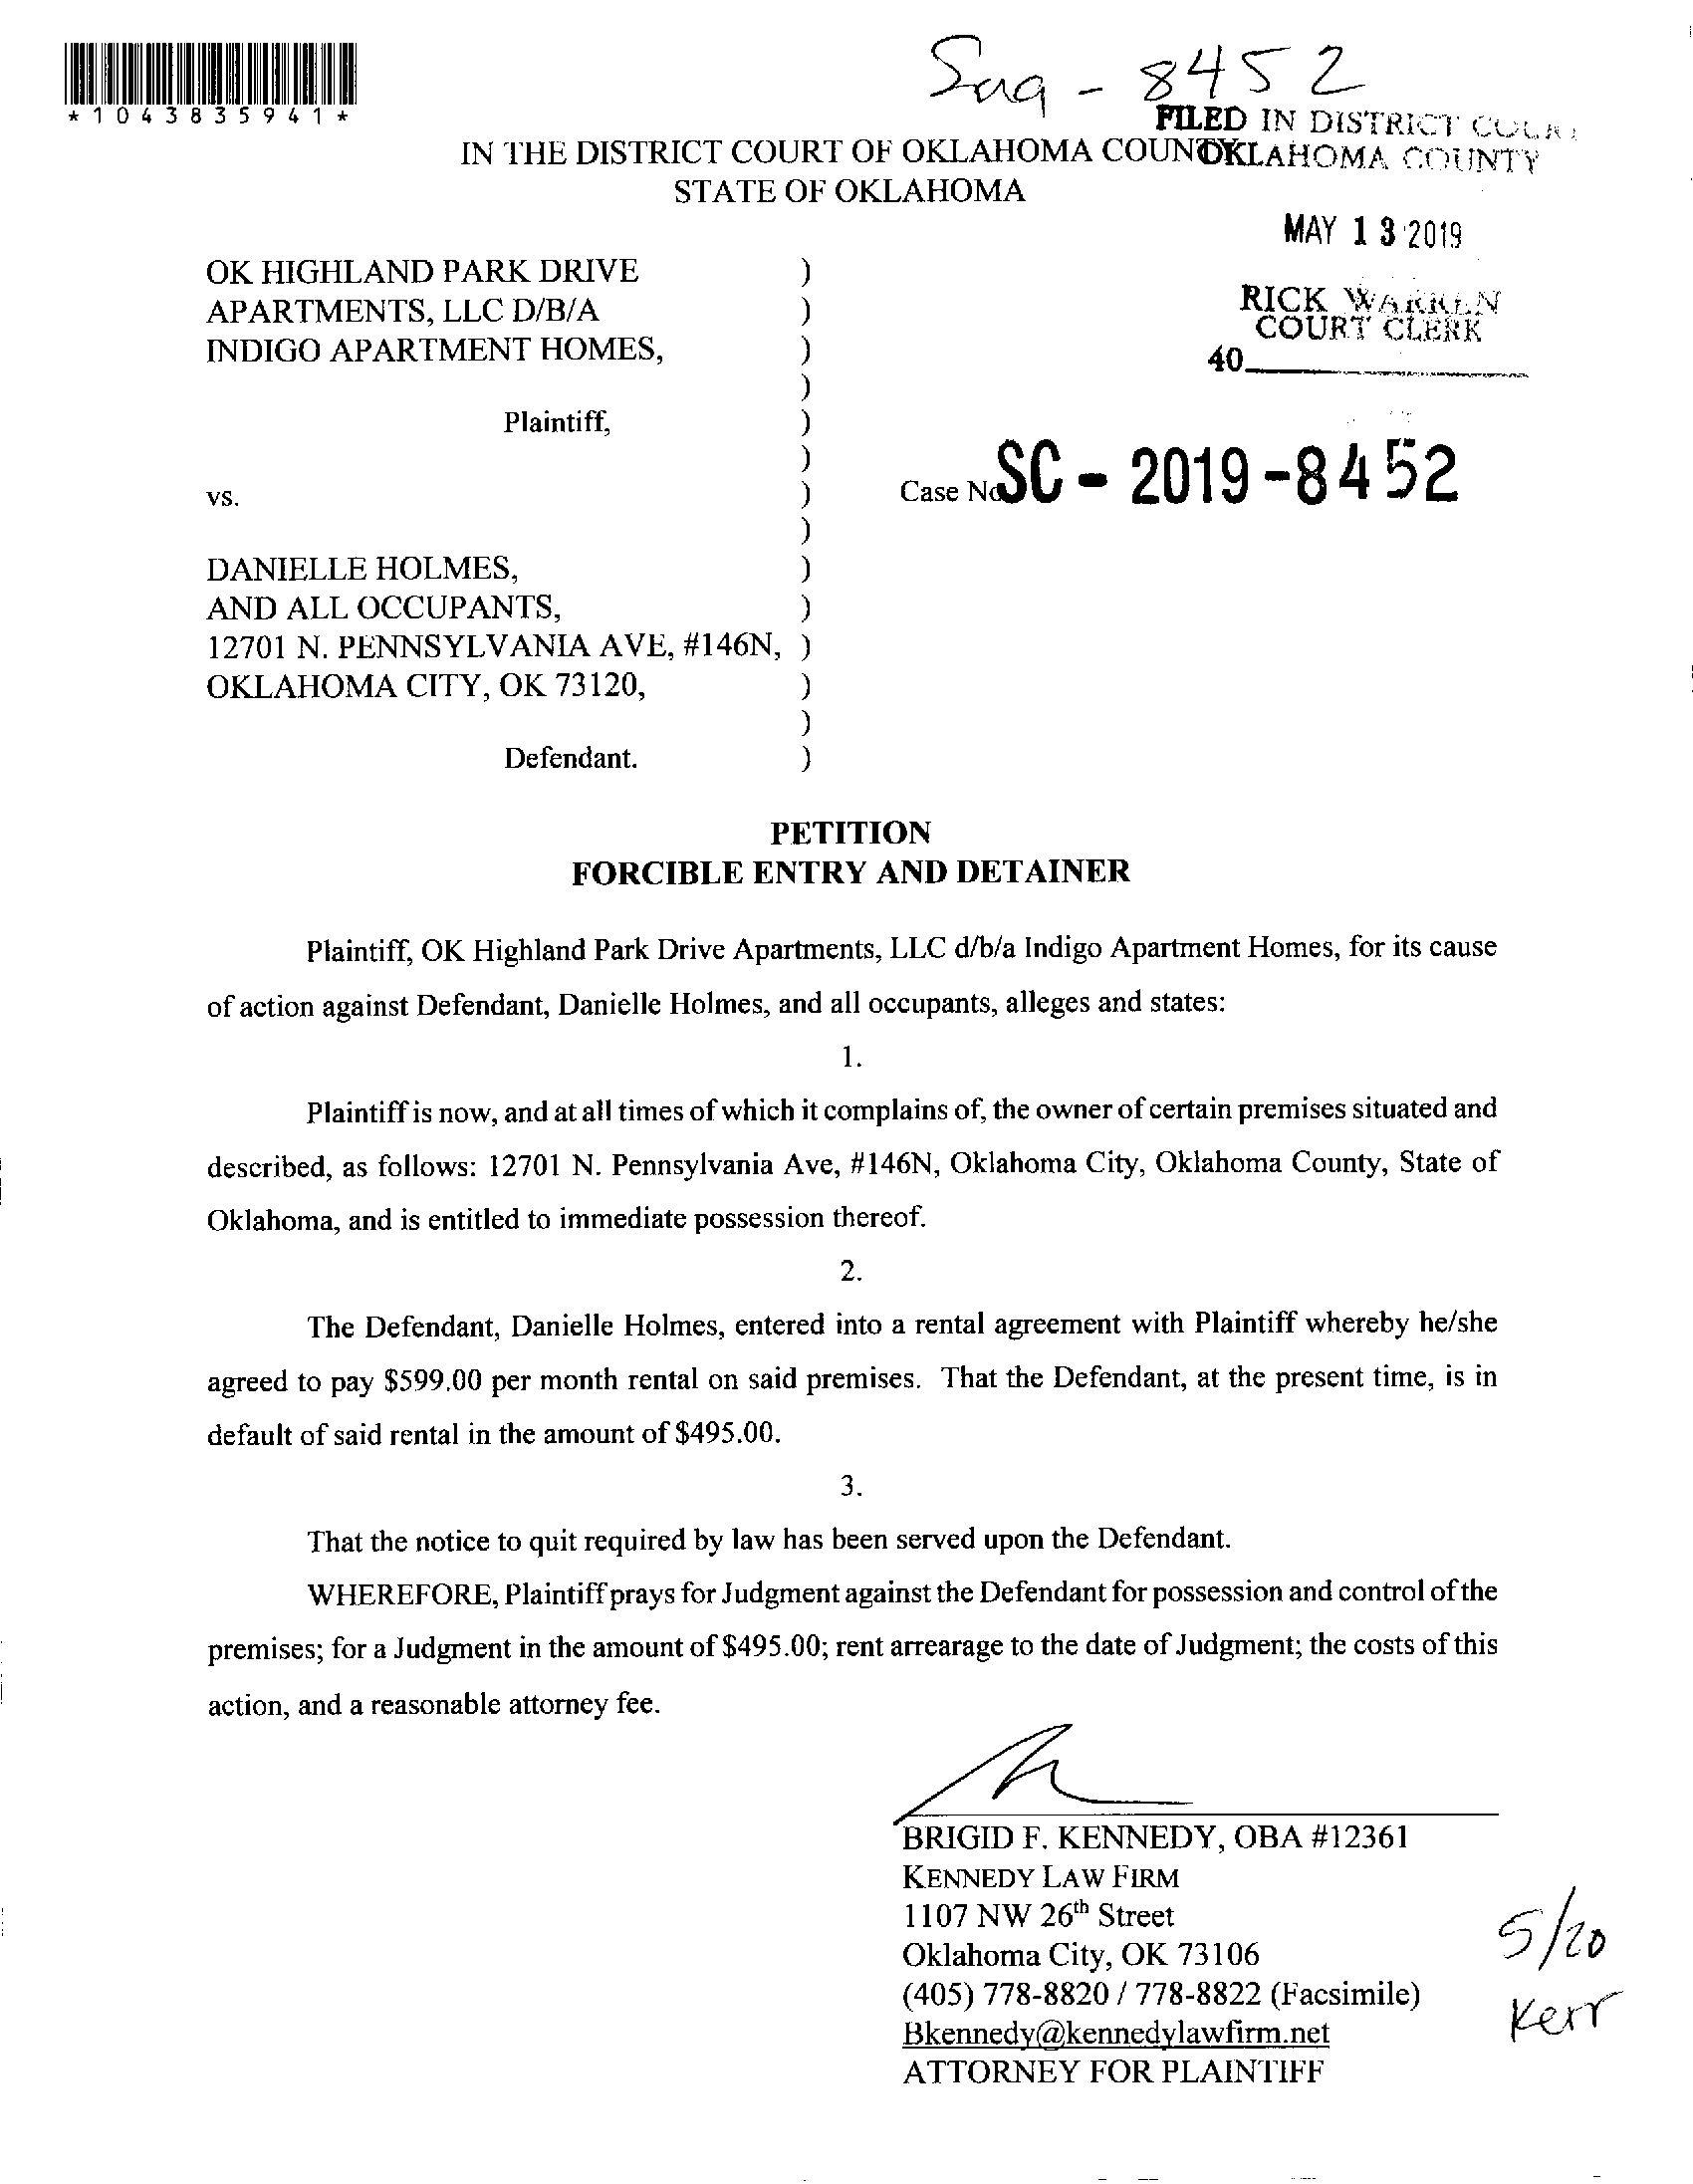 *1043835941*
Saq - 8452
FILED IN DISTRICT COURT
IN THE DISTRICT COURT OF OKLAHOMA COUN
OKLAHOMA COUNTY
STATE OF OKLAHOMA
MAY 13 2019
OK HIGHLAND PARK DRIVE )
APARTMENTS, LLC D/B/A )
RICK WARREN
COURT CLERK
INDIGO APARTMENT HOMES, )
40
)
Plaintiff, )
)
vs. )
Case No SC - 2019 - 8452
)
DANIELLE HOLMES, )
AND ALL OCCUPANTS, )
12701 N. PENNSYLVANIA AVE, #146N, )
OKLAHOMA CITY, OK 73120, )
)
Defendant. )
PETITION
FORCIBLE ENTRY AND DETAINER
Plaintiff, OK Highland Park Drive Apartments, LLC d/b/a Indigo Apartment Homes, for its cause
of action against Defendant, Danielle Holmes, and all occupants, alleges and states:
1.
Plaintiff is now, and at all times of which it complains of, the owner of certain premises situated and
described, as follows: 12701 N. Pennsylvania Ave, #146N, Oklahoma City, Oklahoma County, State of
Oklahoma, and is entitled to immediate possession thereof.
2.
The Defendant, Danielle Holmes, entered into a rental agreement with Plaintiff whereby he/she
agreed to pay $599.00 per month rental on said premises. That the Defendant, at the present time, is in
default of said rental in the amount of $495.00.
3.
That the notice to quit required by law has been served upon the Defendant.
WHEREFORE, Plaintiff prays for Judgment against the Defendant for possession and control of the
premises; for a Judgment in the amount of $495.00; rent arrearage to the date of Judgment; the costs of this
action, and a reasonable attorney fee.
BRIGID F. KENNEDY, OBA #12361
KENNEDY LAW FIRM
1107 NW 26th Street
Oklahoma City, OK 73106
(405) 778-8820 / 778-8822 (Facsimile)
Bkennedy@kennedylawfirm.net
ATTORNEY FOR PLAINTIFF
5/20
Kerr